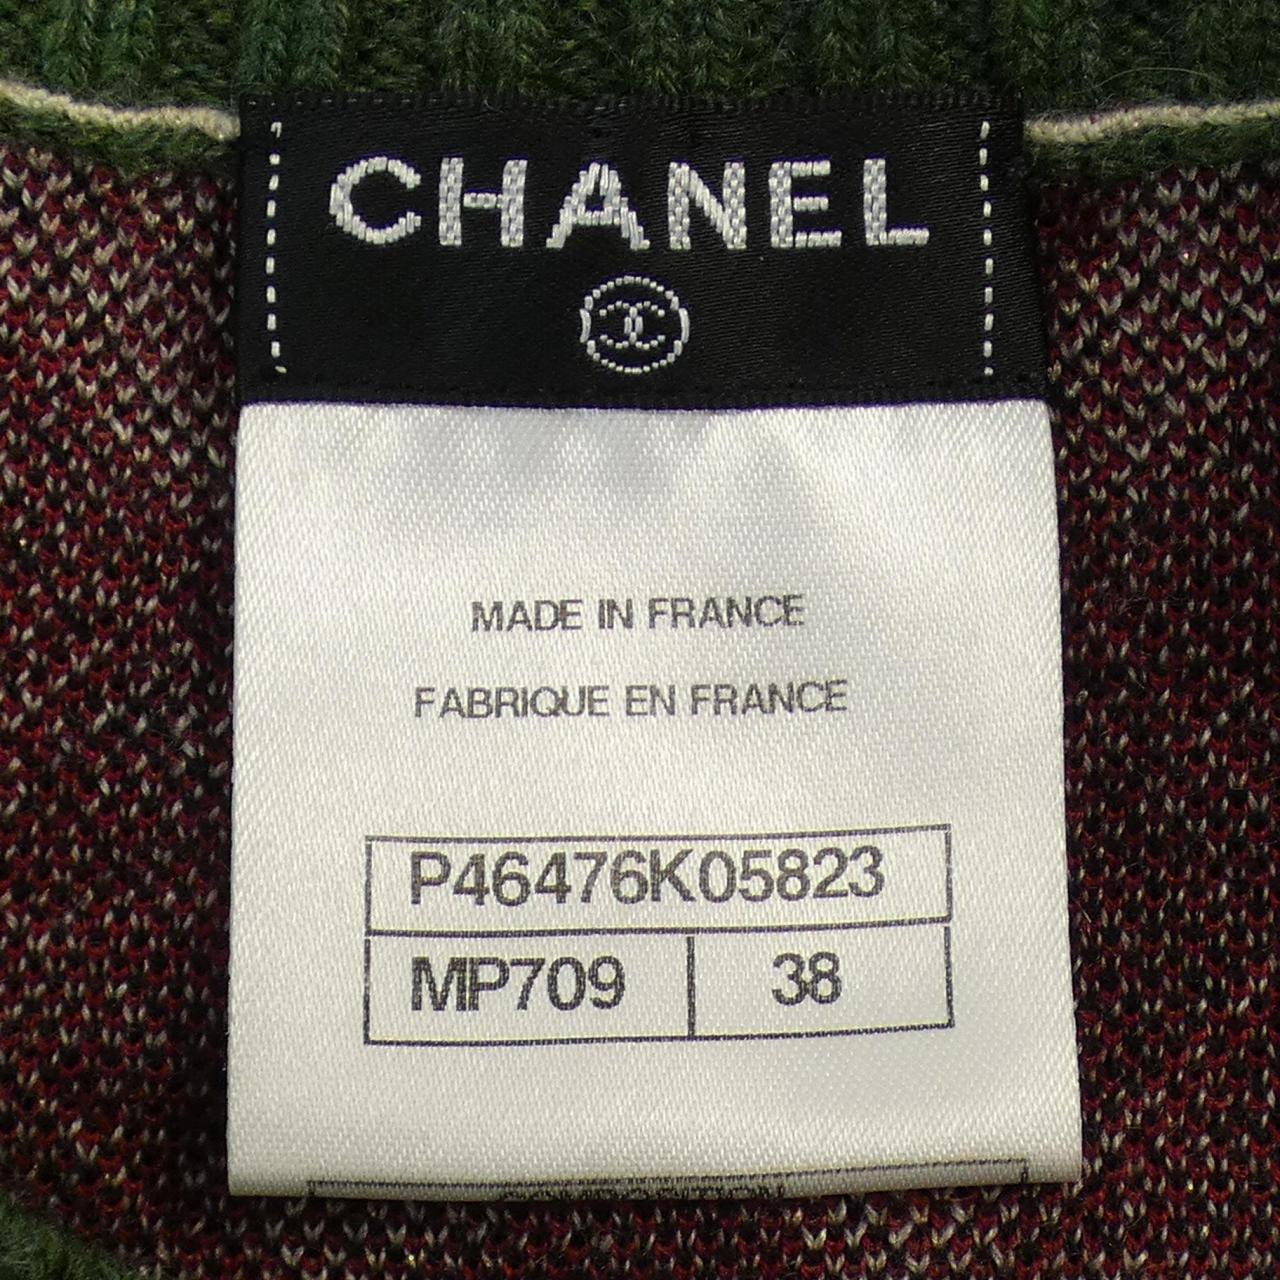 CHANEL
MADE IN FRANCE
FABRIQUE EN FRANCE
P46476K05823
MP709 38